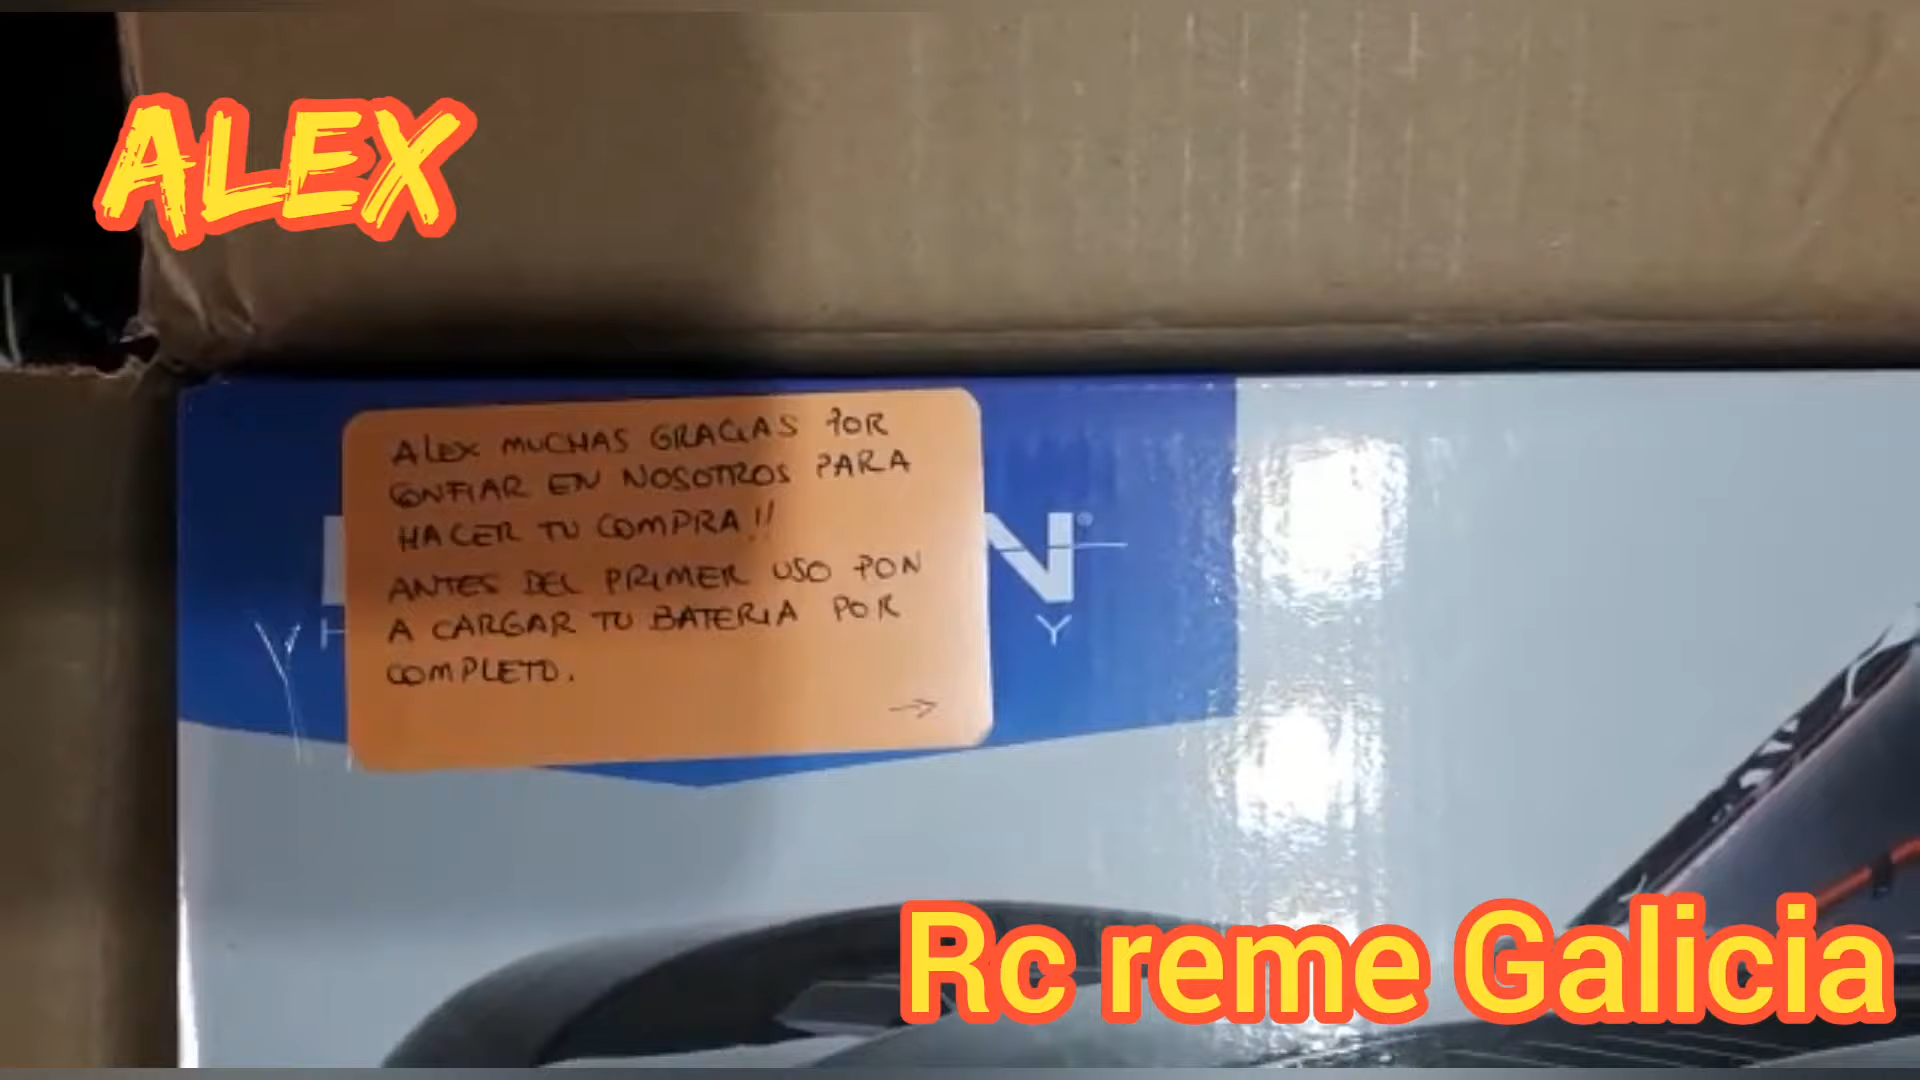 ALEX
ALEX MUCHAS GRACIAS POR
CONFIAR EN NOSOTROS PARA
HACER TU COMPRA!!
ANTES DEL PRIMER USO PON
A CARGAR TU BATERIA POR
COMPLETO.
→
Rc reme Galicia